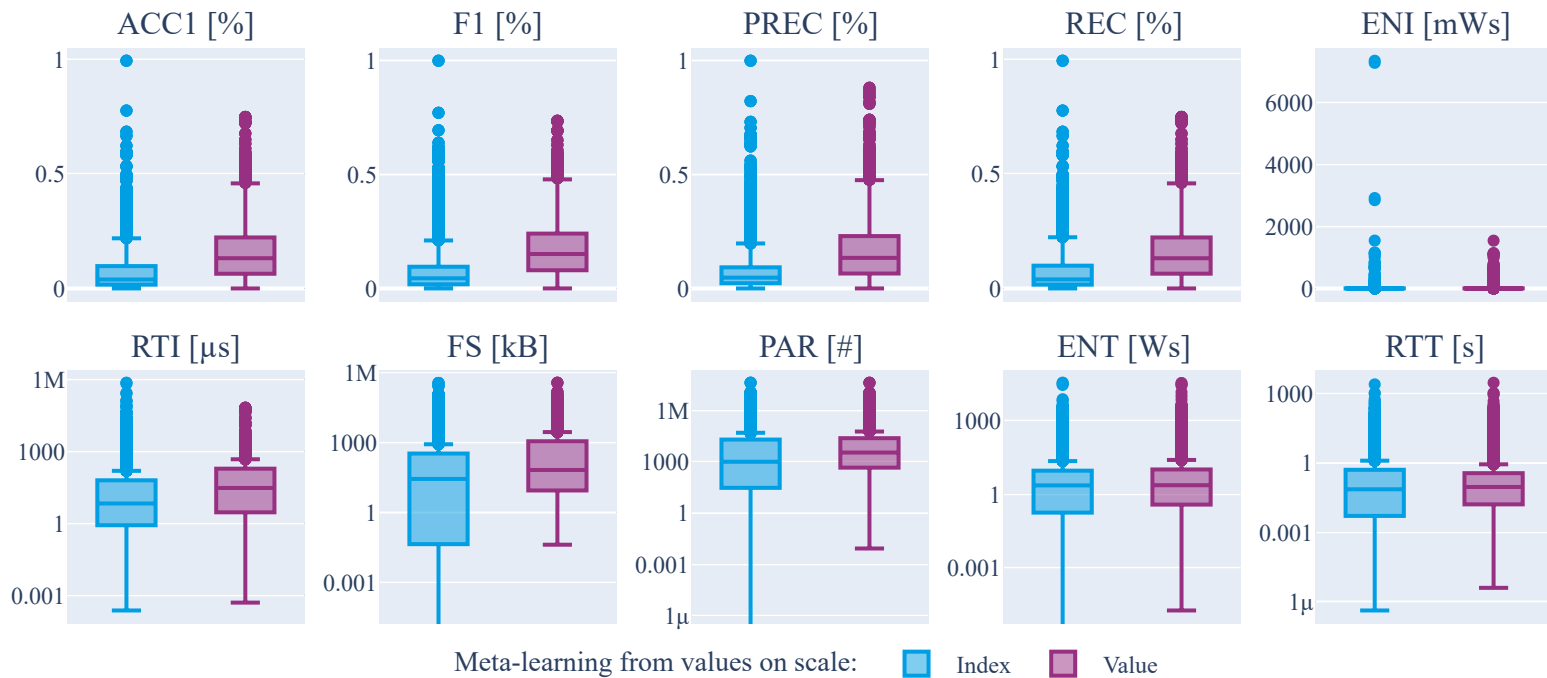 ACC1 [%] F1 [%] PREC [%] REC [%] ENI [mWs]
1 1 1 1 6000
0.5 0.5 0.5 0.5 4000
2000
0 0 0 0 0
RTI [µs] FS [kB] PAR [#] ENT [Ws] RTT [s]
1M 1M 1M 1000 1000
1000 1000 1000 1 1
1 1 1 0.001 0.001
0.001 0.001 0.001 1µ
1µ
Meta-learning from values on scale: Index Value